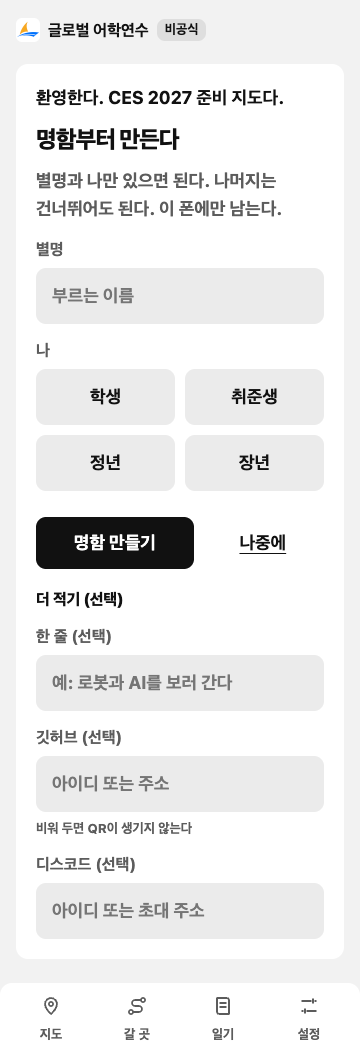 글로벌 어학연수 비공식
환영한다. CES 2027 준비 지도다.
명함부터 만든다
별명과 나만 있으면 된다. 나머지는
건너뛰어도 된다. 이 폰에만 남는다.
별명
부르는 이름
나
학생 취준생
정년 장년
명함 만들기 나중에
더 적기 (선택)
한 줄 (선택)
예: 로봇과 AI를 보러 간다
깃허브 (선택)
아이디 또는 주소
비워 두면 QR이 생기지 않는다
디스코드 (선택)
아이디 또는 초대 주소
지도 갈 곳 일기 설정